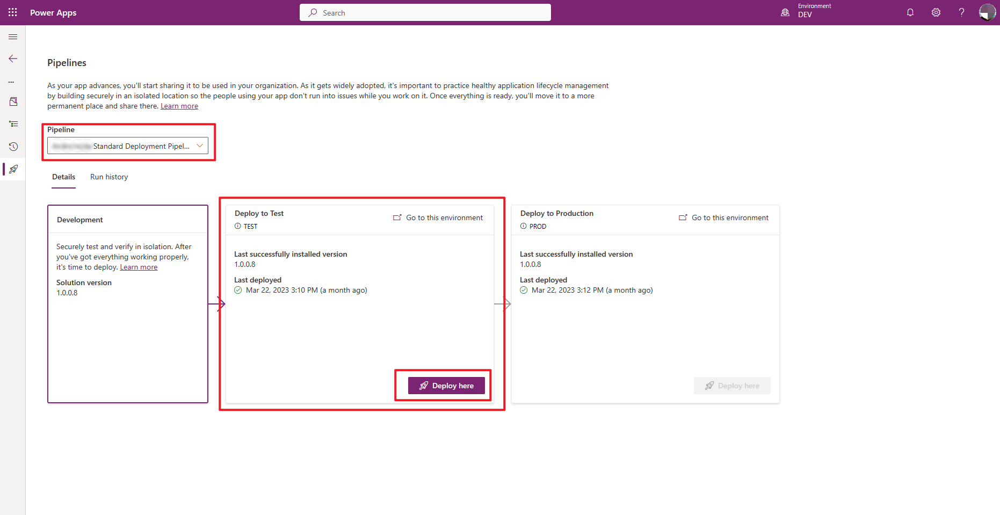 Power Apps
Search
Environment
DEV
Pipelines
As your app advances, you'll start sharing it to be used in your organization. As it gets widely adopted, it's important to practice healthy application lifecycle management
by building securely in an isolated location so the people using your app don't run into issues while you work on it. Once everything is ready, you'll move it to a more
permanent place and share there. Learn more
Pipeline
Standard Deployment Pipel...
Details
Run history
Development
Securely test and verify in isolation. After
you've got everything working properly,
it's time to deploy. Learn more
Solution version
1.0.0.8
Deploy to Test
TEST
Go to this environment
Last successfully installed version
1.0.0.8
Last deployed
Mar 22, 2023 3:10 PM (a month ago)
Deploy here
Deploy to Production
PROD
Go to this environment
Last successfully installed version
1.0.0.8
Last deployed
Mar 22, 2023 3:12 PM (a month ago)
Deploy here